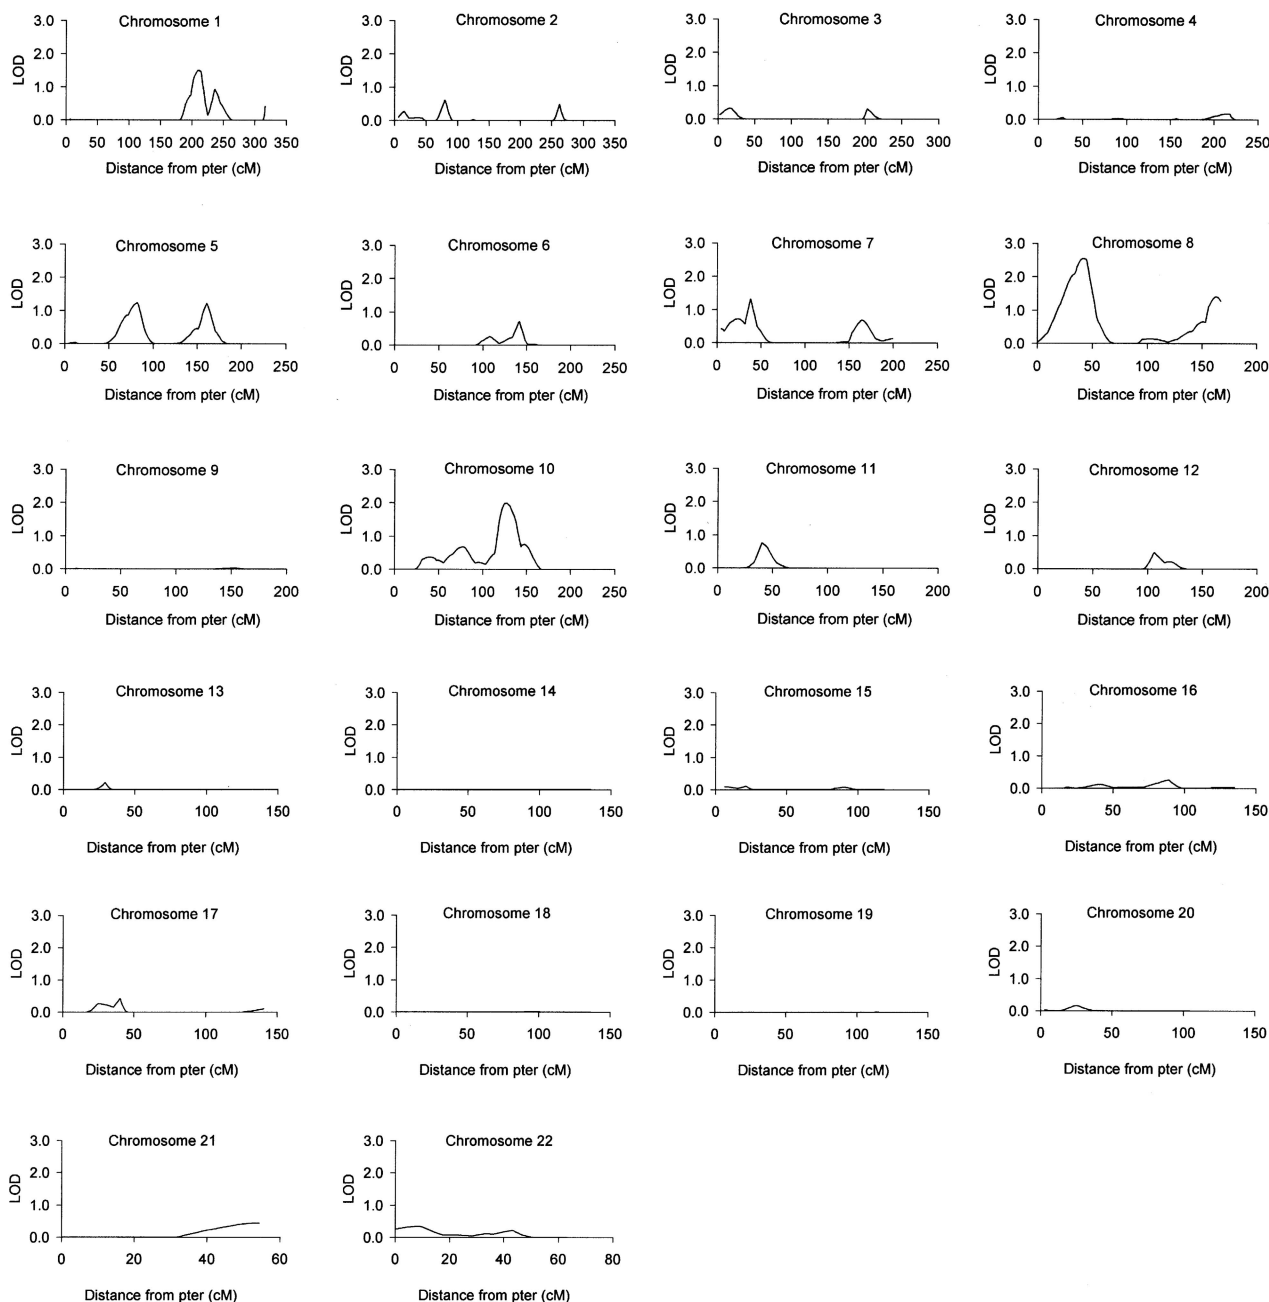 Chromosome 1
3.0
2.0
1.0
0.0
LOD
0 50 100 150 200 250 300 350
Distance from pter (cM)
Chromosome 2
3.0
2.0
1.0
0.0
LOD
0 50 100 150 200 250 300 350
Distance from pter (cM)
Chromosome 3
3.0
2.0
1.0
0.0
LOD
0 50 100 150 200 250 300
Distance from pter (cM)
Chromosome 4
3.0
2.0
1.0
0.0
LOD
0 50 100 150 200 250
Distance from pter (cM)
Chromosome 5
3.0
2.0
1.0
0.0
LOD
0 50 100 150 200 250
Distance from pter (cM)
Chromosome 6
3.0
2.0
1.0
0.0
LOD
0 50 100 150 200 250
Distance from pter (cM)
Chromosome 7
3.0
2.0
1.0
0.0
LOD
0 50 100 150 200 250
Distance from pter (cM)
Chromosome 8
3.0
2.0
1.0
0.0
LOD
0 50 100 150 200
Distance from pter (cM)
Chromosome 9
3.0
2.0
1.0
0.0
LOD
0 50 100 150 200
Distance from pter (cM)
Chromosome 10
3.0
2.0
1.0
0.0
LOD
0 50 100 150 200 250
Distance from pter (cM)
Chromosome 11
3.0
2.0
1.0
0.0
LOD
0 50 100 150 200
Distance from pter (cM)
Chromosome 12
3.0
2.0
1.0
0.0
LOD
0 50 100 150 200
Distance from pter (cM)
Chromosome 13
3.0
2.0
1.0
0.0
LOD
0 50 100 150
Distance from pter (cM)
Chromosome 14
3.0
2.0
1.0
0.0
LOD
0 50 100 150
Distance from pter (cM)
Chromosome 15
3.0
2.0
1.0
0.0
LOD
0 50 100 150
Distance from pter (cM)
Chromosome 16
3.0
2.0
1.0
0.0
LOD
0 50 100 150
Distance from pter (cM)
Chromosome 17
3.0
2.0
1.0
0.0
LOD
0 50 100 150
Distance from pter (cM)
Chromosome 18
3.0
2.0
1.0
0.0
LOD
0 50 100 150
Distance from pter (cM)
Chromosome 19
3.0
2.0
1.0
0.0
LOD
0 50 100 150
Distance from pter (cM)
Chromosome 20
3.0
2.0
1.0
0.0
LOD
0 50 100 150
Distance from pter (cM)
Chromosome 21
3.0
2.0
1.0
0.0
LOD
0 20 40 60
Distance from pter (cM)
Chromosome 22
3.0
2.0
1.0
0.0
LOD
0 20 40 60 80
Distance from pter (cM)